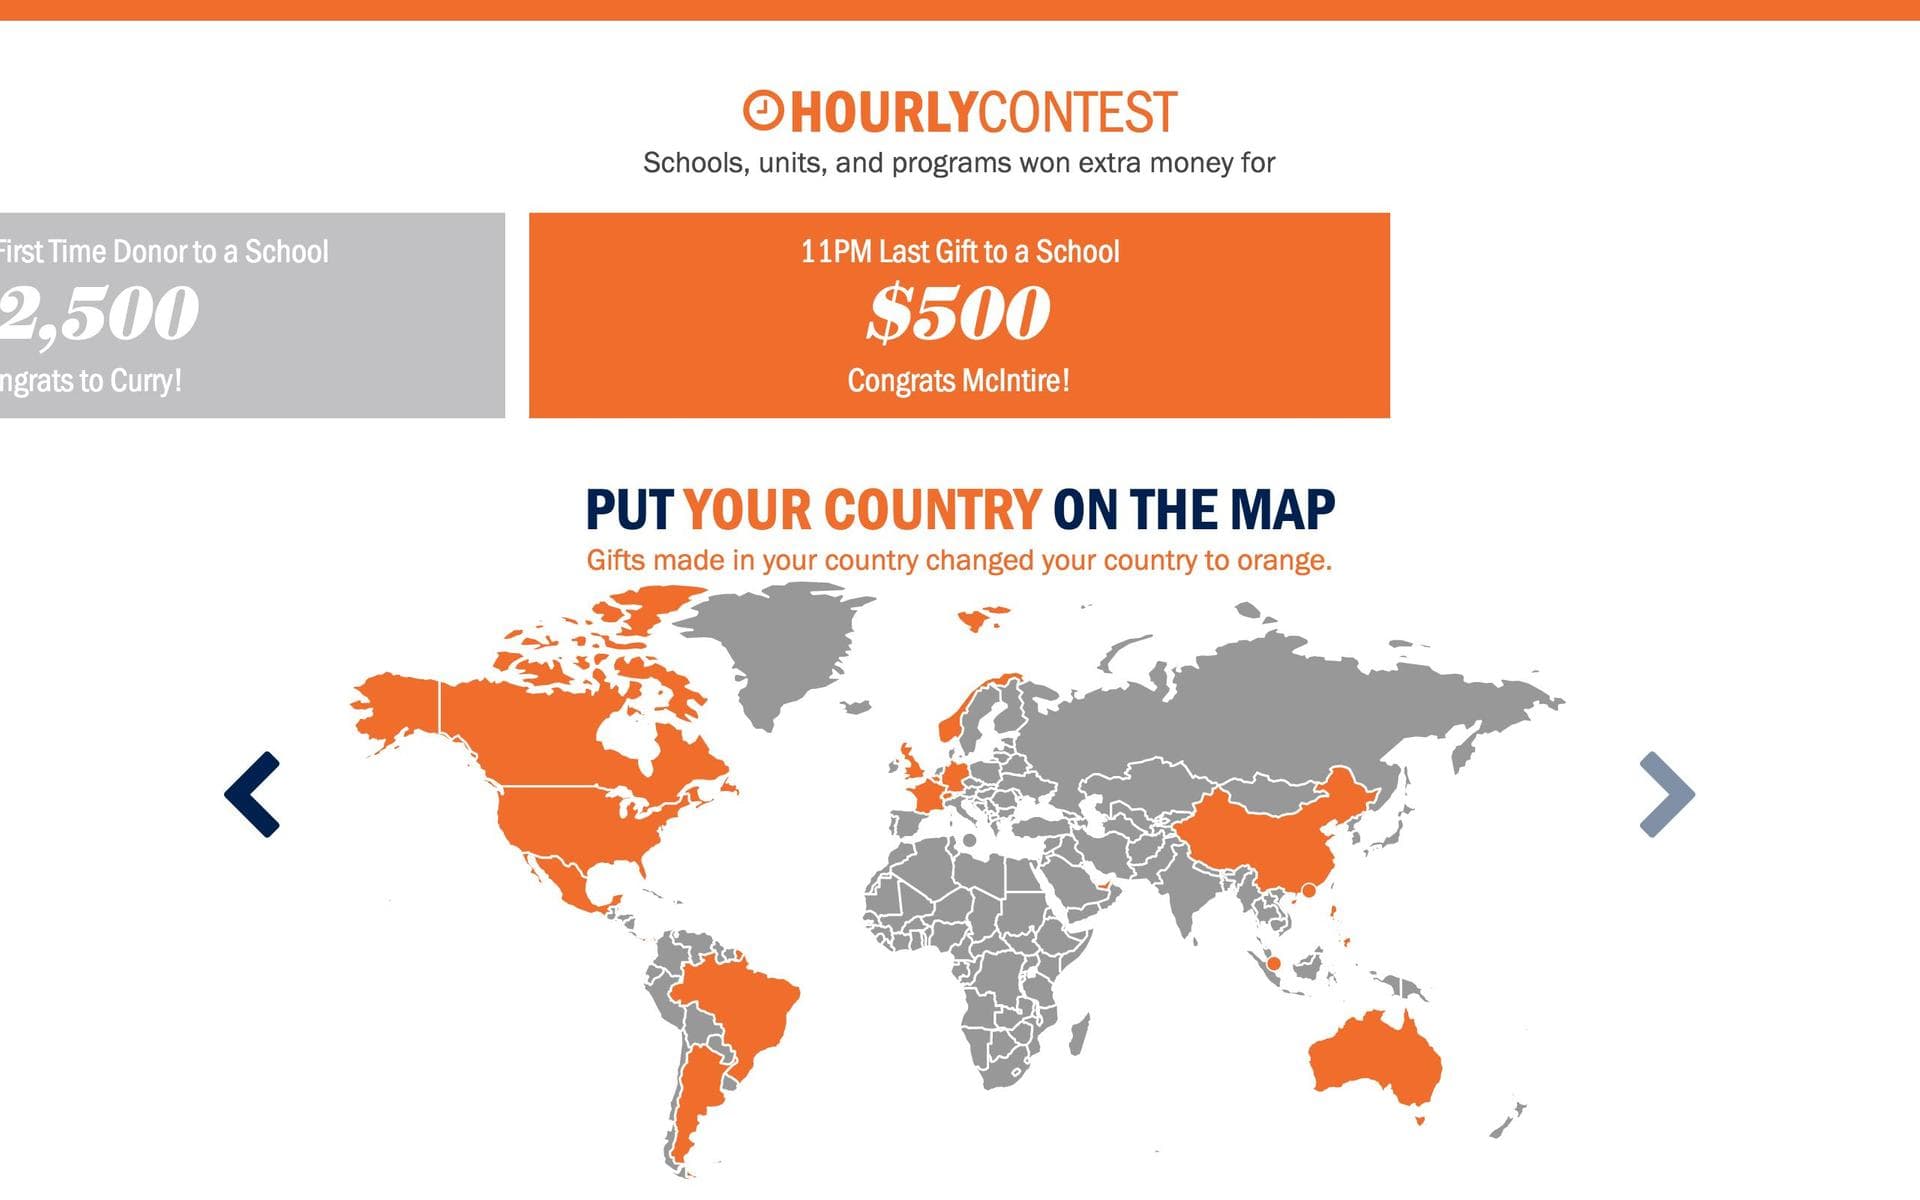 HOURLYCONTEST
Schools, units, and programs won extra money for
First Time Donor to a School
2,500
ngrats to Curry!
11PM Last Gift to a School
$500
Congrats McIntire!
PUT YOUR COUNTRY ON THE MAP
Gifts made in your country changed your country to orange.